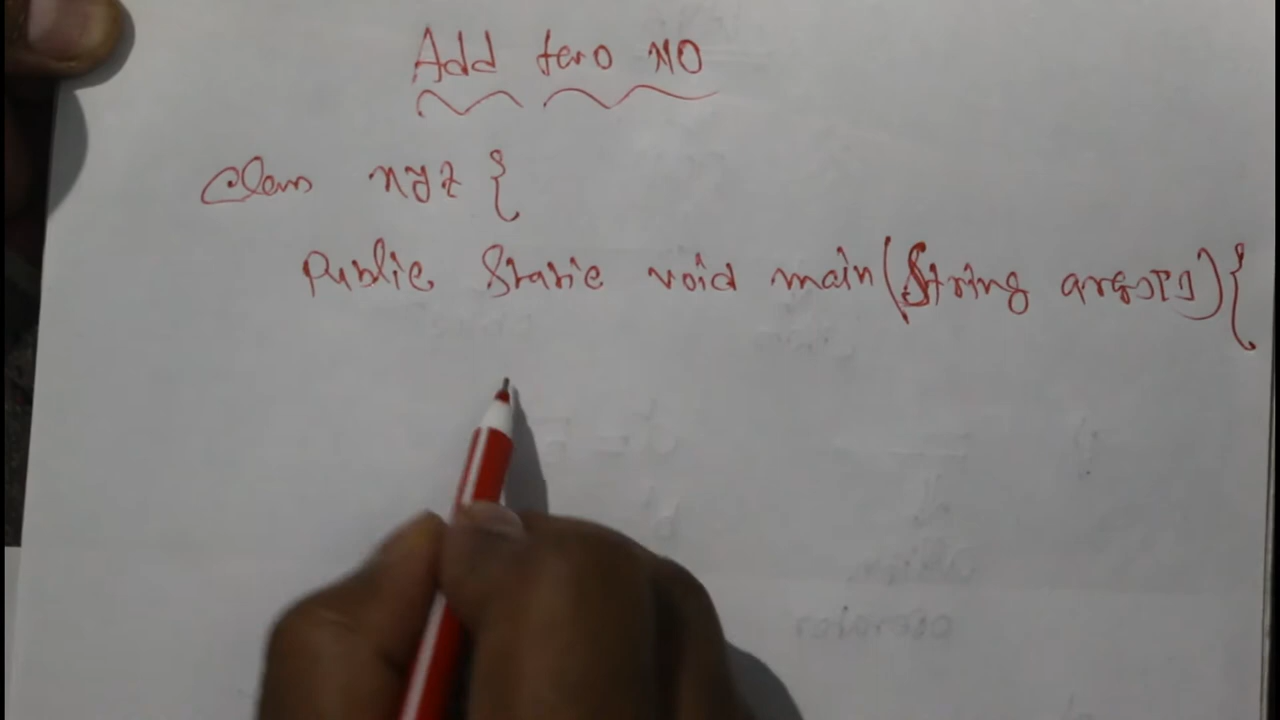 Add two NO
Class xyz {
Public Static void main(String args[]){